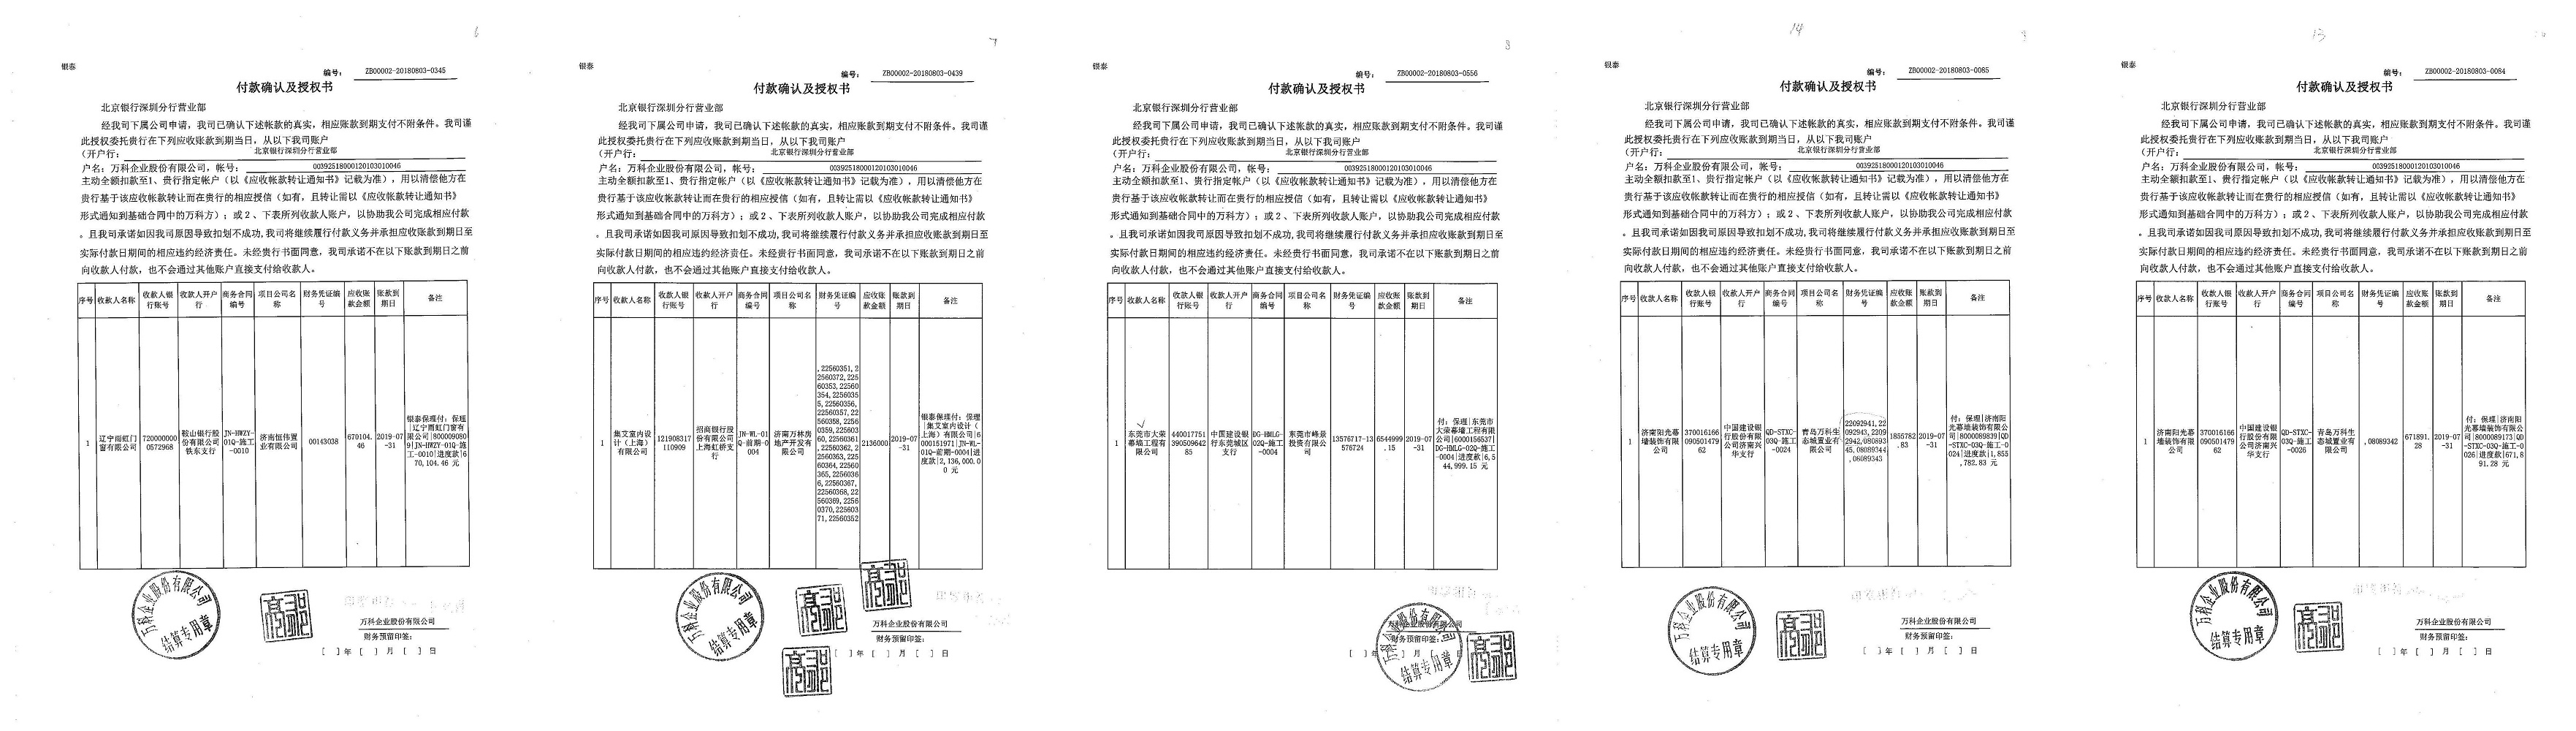 6
银泰
编号： ZB00002-20180803-0345
付款确认及授权书
北京银行深圳分行营业部
经我司下属公司申请，我司已确认下述帐款的真实，相应账款到期支付不附条件。我司谨
此授权委托贵行在下列应收账款到期当日，从以下我司账户
（开户行： 北京银行深圳分行营业部
户名：万科企业股份有限公司，帐号： 00392518000120103010046
主动全额扣款至1、贵行指定帐户（以《应收帐款转让通知书》记载为准），用以清偿他方在
贵行基于该应收帐款转让而在贵行的相应授信（如有，且转让需以《应收帐款转让通知书》
形式通知到基础合同中的万科方）；或 2 、下表所列收款人账户，以协助我公司完成相应付款
。且我司承诺如因我司原因导致扣划不成功,我司将继续履行付款义务并承担应收账款到期日至
实际付款日期间的相应违约经济责任。未经贵行书面同意，我司承诺不在以下账款到期日之前
向收款人付款，也不会通过其他账户直接支付给收款人。
序号 收款人名称 收款人银行账号 收款人开户行 商务合同编号 项目公司名称 财务凭证编号 应收账款金额 账款到期日 备注
1 辽宁雨虹门窗有限公司 7200000000572968 鞍山银行股份有限公司铁东支行 JN-HWZY-01Q-施工-0010 济南恒伟置业有限公司 00143038 670104.46 2019-07-31 银泰保理付：保理|辽宁雨虹门窗有限公司|8000090809|JN-HWZY-01Q-施工-0010|进度款|670,104.46 元
万科企业股份有限公司
结算专用章
万科企业股份有限公司
财务预留印签：
[ ] 年 [ ] 月 [ ] 日
7
银泰
编号： ZB00002-20180803-0439
付款确认及授权书
北京银行深圳分行营业部
经我司下属公司申请，我司已确认下述帐款的真实，相应账款到期支付不附条件。我司谨
此授权委托贵行在下列应收账款到期当日，从以下我司账户
（开户行： 北京银行深圳分行营业部
户名：万科企业股份有限公司，帐号： 00392518000120103010046
主动全额扣款至1、贵行指定帐户（以《应收帐款转让通知书》记载为准），用以清偿他方在
贵行基于该应收帐款转让而在贵行的相应授信（如有，且转让需以《应收帐款转让通知书》
形式通知到基础合同中的万科方）；或 2 、下表所列收款人账户，以协助我公司完成相应付款
。且我司承诺如因我司原因导致扣划不成功,我司将继续履行付款义务并承担应收账款到期日至
实际付款日期间的相应违约经济责任。未经贵行书面同意，我司承诺不在以下账款到期日之前
向收款人付款，也不会通过其他账户直接支付给收款人。
序号 收款人名称 收款人银行账号 收款人开户行 商务合同编号 项目公司名称 财务凭证编号 应收账款金额 账款到期日 备注
1 集艾室内设计（上海）有限公司 121908317110909 招商银行股份有限公司上海虹桥支行 JN-WL-01Q-前期-0004 济南万林房地产开发有限公司 ,22560351,22560372,22560353,22560354,22560355,22560356,22560357,22560358,22560359,22560360,22560361,22560362,22560363,22560364,22560365,22560366,22560367,22560368,22560369,22560370,22560371,22560352 2136000 2019-07-31 银泰保理付：保理|集艾室内设计（上海）有限公司|6000151971|JN-WL-01Q-前期-0004|进度款|2,136,000.00 元
万科企业股份有限公司
结算专用章
万科企业股份有限公司
财务预留印签：
] 年 [ ] 月 [ ] 日
8
银泰
编号： ZB00002-20180803-0556
付款确认及授权书
北京银行深圳分行营业部
经我司下属公司申请，我司已确认下述帐款的真实，相应账款到期支付不附条件。我司谨
此授权委托贵行在下列应收账款到期当日，从以下我司账户
（开户行： 北京银行深圳分行营业部
户名：万科企业股份有限公司，帐号： 00392518000120103010046
主动全额扣款至1、贵行指定帐户（以《应收帐款转让通知书》记载为准），用以清偿他方在
贵行基于该应收帐款转让而在贵行的相应授信（如有，且转让需以《应收帐款转让通知书》
形式通知到基础合同中的万科方）；或 2 、下表所列收款人账户，以协助我公司完成相应付款
。且我司承诺如因我司原因导致扣划不成功,我司将继续履行付款义务并承担应收账款到期日至
实际付款日期间的相应违约经济责任。未经贵行书面同意，我司承诺不在以下账款到期日之前
向收款人付款，也不会通过其他账户直接支付给收款人。
序号 收款人名称 收款人银行账号 收款人开户行 商务合同编号 项目公司名称 财务凭证编号 应收账款金额 账款到期日 备注
1 东莞市大荣幕墙工程有限公司 44001775139050964285 中国建设银行东莞城区支行 DG-HMLG-02Q-施工-0004 东莞市峰景投资有限公司 13576717-13576724 6544999.15 2019-07-31 付：保理|东莞市大荣幕墙工程有限公司|6000156537|DG-HMLG-02Q-施工-0004|进度款|6,544,999.15 元
万科企业股份有限公司
财务预留印签：
万科企业股份有限公司
结算专用章
[ ] 年 [ ] 月 [
14
银泰
编号： ZB00002-20180803-0085
付款确认及授权书
北京银行深圳分行营业部
经我司下属公司申请，我司已确认下述帐款的真实，相应账款到期支付不附条件。我司谨
此授权委托贵行在下列应收账款到期当日，从以下我司账户
（开户行： 北京银行深圳分行营业部
户名：万科企业股份有限公司，帐号： 00392518000120103010046
主动全额扣款至1、贵行指定帐户（以《应收帐款转让通知书》记载为准），用以清偿他方在
贵行基于该应收帐款转让而在贵行的相应授信（如有，且转让需以《应收帐款转让通知书》
形式通知到基础合同中的万科方）；或 2 、下表所列收款人账户，以协助我公司完成相应付款
。且我司承诺如因我司原因导致扣划不成功,我司将继续履行付款义务并承担应收账款到期日至
实际付款日期间的相应违约经济责任。未经贵行书面同意，我司承诺不在以下账款到期日之前
向收款人付款，也不会通过其他账户直接支付给收款人。
序号 收款人名称 收款人银行账号 收款人开户行 商务合同编号 项目公司名称 财务凭证编号 应收账款金额 账款到期日 备注
1 济南阳光幕墙装饰有限公司 37001616609050147962 中国建设银行股份有限公司济南兴华支行 QD-STXC-03Q-施工-0024 青岛万科生态城置业有限公司 22092941,22092943,22092942,08089345,08089344,06089343 1855782.83 2019-07-31 付：保理|济南阳光幕墙装饰有限公司|8000089839|QD-STXC-03Q-施工-0024|进度款|1,855,782.83 元
万科企业股份有限公司
结算专用章
万科企业股份有限公司
财务预留印签：
[ ] 年 [ ] 月 [ ] 日
13
银泰
编号： ZB00002-20180803-0084
付款确认及授权书
北京银行深圳分行营业部
经我司下属公司申请，我司已确认下述帐款的真实，相应账款到期支付不附条件。我司谨
此授权委托贵行在下列应收账款到期当日，从以下我司账户
（开户行： 北京银行深圳分行营业部
户名：万科企业股份有限公司，帐号： 00392518000120103010046
主动全额扣款至1、贵行指定帐户（以《应收帐款转让通知书》记载为准），用以清偿他方在
贵行基于该应收帐款转让而在贵行的相应授信（如有，且转让需以《应收帐款转让通知书》
形式通知到基础合同中的万科方）；或 2 、下表所列收款人账户，以协助我公司完成相应付款
。且我司承诺如因我司原因导致扣划不成功,我司将继续履行付款义务并承担应收账款到期日至
实际付款日期间的相应违约经济责任。未经贵行书面同意，我司承诺不在以下账款到期日之前
向收款人付款，也不会通过其他账户直接支付给收款人。
序号 收款人名称 收款人银行账号 收款人开户行 商务合同编号 项目公司名称 财务凭证编号 应收账款金额 账款到期日 备注
1 济南阳光幕墙装饰有限公司 37001616609050147962 中国建设银行股份有限公司济南兴华支行 QD-STXC-03Q-施工-0026 青岛万科生态城置业有限公司 ,08089342 671891.28 2019-07-31 付：保理|济南阳光幕墙装饰有限公司|8000089173|QD-STXC-03Q-施工-0026|进度款|671,891.28 元
万科企业股份有限公司
结算专用章
万科企业股份有限公司
财务预留印签：
[ ] 年 [ ] 月 [ ] 日